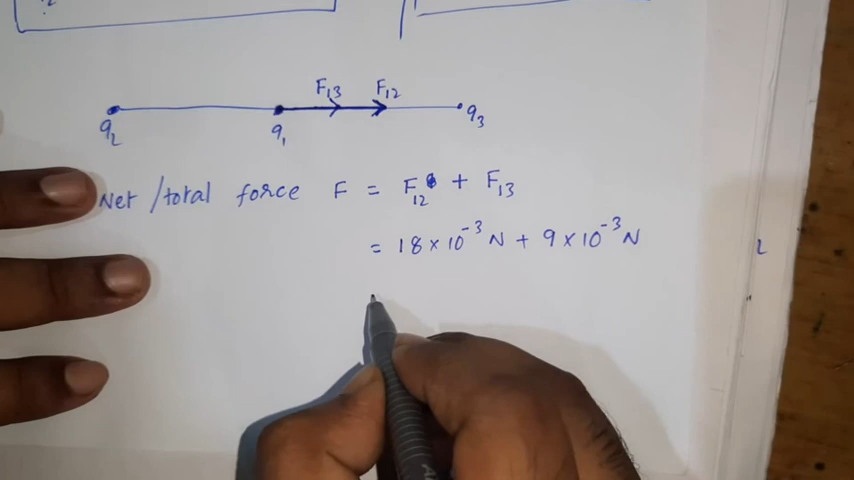 F₁₃ F₁₂
q₂ q₁ q₃
Net /total force F = F₁₂ + F₁₃
= 18 × 10⁻³ N + 9 × 10⁻³ N